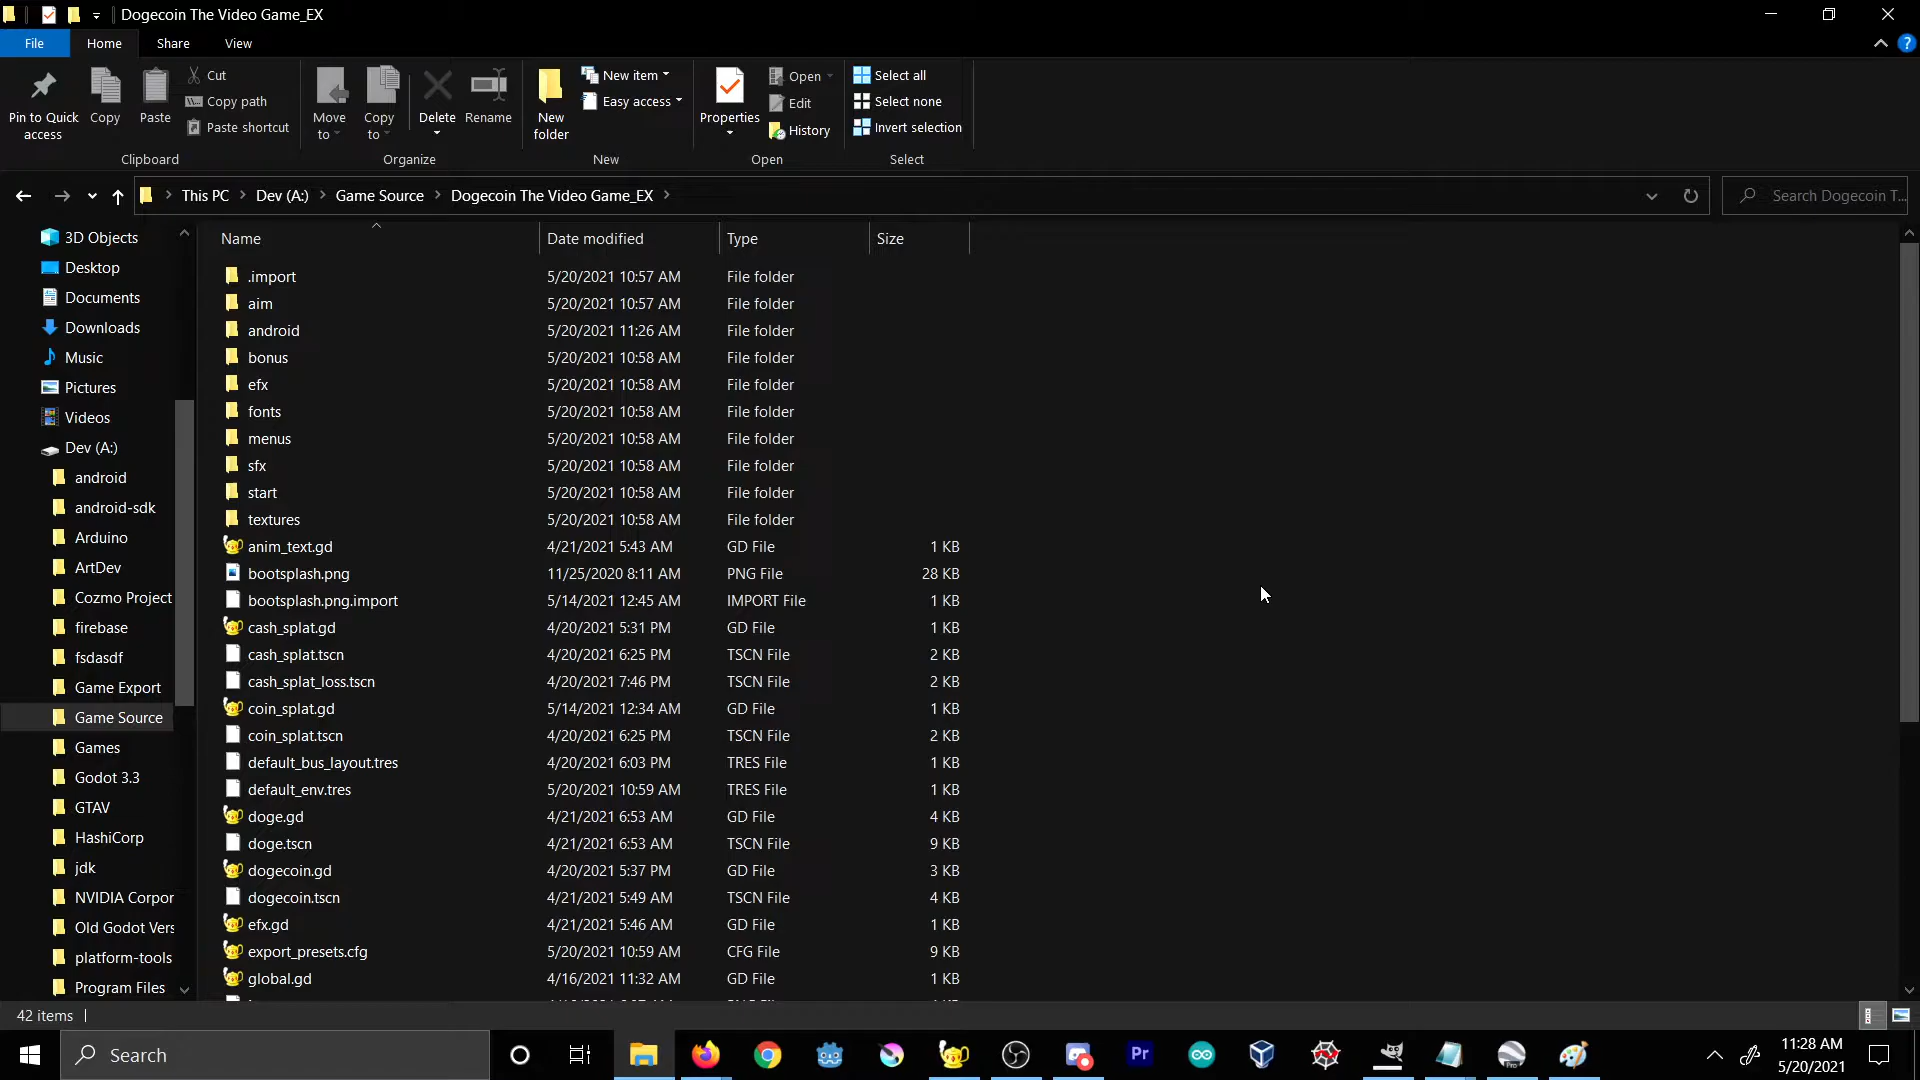 Dogecoin The Video Game_EX
File Home Share View
Pin to Quick access
Copy
Paste
Cut
Copy path
Paste shortcut
Clipboard
Move to
Copy to
Delete
Rename
Organize
New folder
New item
Easy access
New
Properties
Open
Edit
History
Open
Select all
Select none
Invert selection
Select
This PC Dev (A:) Game Source Dogecoin The Video Game_EX
Search Dogecoin T...
3D Objects
Desktop
Documents
Downloads
Music
Pictures
Videos
Dev (A:)
android
android-sdk
Arduino
ArtDev
Cozmo Project
firebase
fsdasdf
Game Export
Game Source
Games
Godot 3.3
GTAV
HashiCorp
jdk
NVIDIA Corpor
Old Godot Vers
platform-tools
Program Files
Name Date modified Type Size
.import 5/20/2021 10:57 AM File folder
aim 5/20/2021 10:57 AM File folder
android 5/20/2021 11:26 AM File folder
bonus 5/20/2021 10:58 AM File folder
efx 5/20/2021 10:58 AM File folder
fonts 5/20/2021 10:58 AM File folder
menus 5/20/2021 10:58 AM File folder
sfx 5/20/2021 10:58 AM File folder
start 5/20/2021 10:58 AM File folder
textures 5/20/2021 10:58 AM File folder
anim_text.gd 4/21/2021 5:43 AM GD File 1 KB
bootsplash.png 11/25/2020 8:11 AM PNG File 28 KB
bootsplash.png.import 5/14/2021 12:45 AM IMPORT File 1 KB
cash_splat.gd 4/20/2021 5:31 PM GD File 1 KB
cash_splat.tscn 4/20/2021 6:25 PM TSCN File 2 KB
cash_splat_loss.tscn 4/20/2021 7:46 PM TSCN File 2 KB
coin_splat.gd 5/14/2021 12:34 AM GD File 1 KB
coin_splat.tscn 4/20/2021 6:25 PM TSCN File 2 KB
default_bus_layout.tres 4/20/2021 6:03 PM TRES File 1 KB
default_env.tres 5/20/2021 10:59 AM TRES File 1 KB
doge.gd 4/21/2021 6:53 AM GD File 4 KB
doge.tscn 4/21/2021 6:53 AM TSCN File 9 KB
dogecoin.gd 4/20/2021 5:37 PM GD File 3 KB
dogecoin.tscn 4/21/2021 5:49 AM TSCN File 4 KB
efx.gd 4/21/2021 5:46 AM GD File 1 KB
export_presets.cfg 5/20/2021 10:59 AM CFG File 9 KB
global.gd 4/16/2021 11:32 AM GD File 1 KB
42 items
Search
Pr
11:28 AM
5/20/2021